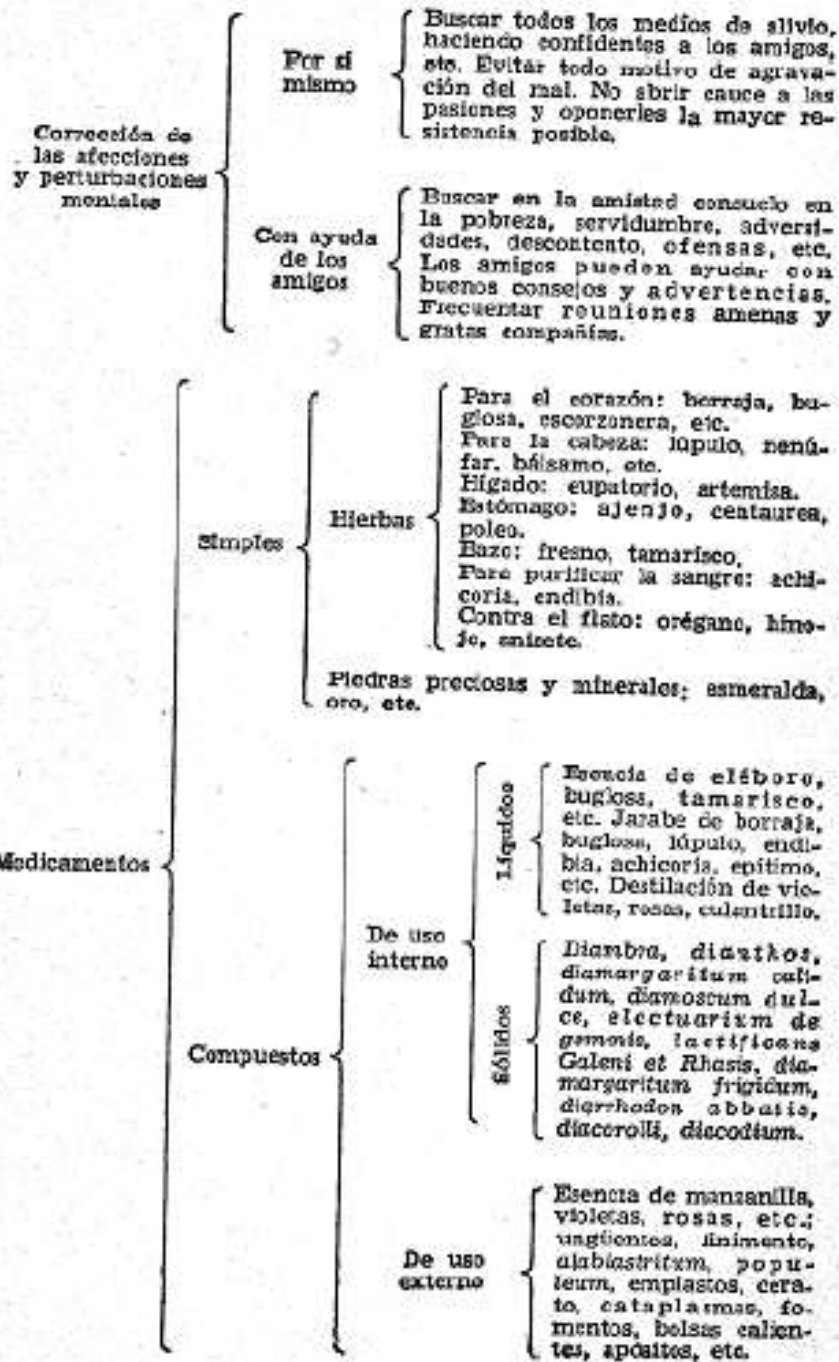 Corrección de
las afecciones
y perturbaciones
mentales
Por sí
mismo
Buscar todos los medios de alivio,
haciendo confidentes a los amigos,
etc. Evitar todo motivo de agrava-
ción del mal. No abrir cauce a las
pasiones y oponerles la mayor re-
sistencia posible.
Con ayuda
de los
amigos
Buscar en la amistad consuelo en
la pobreza, servidumbre, adversi-
dades, descontento, ofensas, etc.
Los amigos pueden ayudar con
buenos consejos y advertencias.
Frecuentar reuniones amenas y
gratas compañías.
Medicamentos
Simples
Hierbas
Para el corazón: borraja, bu-
glosa, escorzonera, etc.
Para la cabeza: lúpulo, nenú-
far, bálsamo, etc.
Hígado: eupatorio, artemisa.
Estómago: ajenjo, centaurea,
poleo.
Bazo: fresno, tamarisco.
Para purificar la sangre: achi-
coria, endibia.
Contra el flato: orégano, hino-
jo, anisete.
Piedras preciosas y minerales: esmeralda,
oro, etc.
Compuestos
De uso
interno
Líquidos
Esencia de eléboro,
buglosa, tamarisco,
etc. Jarabe de borraja,
buglosa, lúpulo, endi-
bia, achicoria, epítimo,
etc. Destilación de vio-
letas, rosas, culantrillo.
Sólidos
Diambra, dianthos,
diamargaritum cali-
dum, diamoscum dul-
ce, electuarium de
gemmis, laetificans
Galeni et Rhasis, dia-
margaritum frigidum,
diarrhodon abbatis,
diacorolli, diacodium.
De uso
externo
Esencia de manzanilla,
violetas, rosas, etc.;
ungüentos, linimento,
alablastritum, popu-
leum, emplastos, cera-
to, cataplasmas, fo-
mentos, bolsas calien-
tes, apósitos, etc.